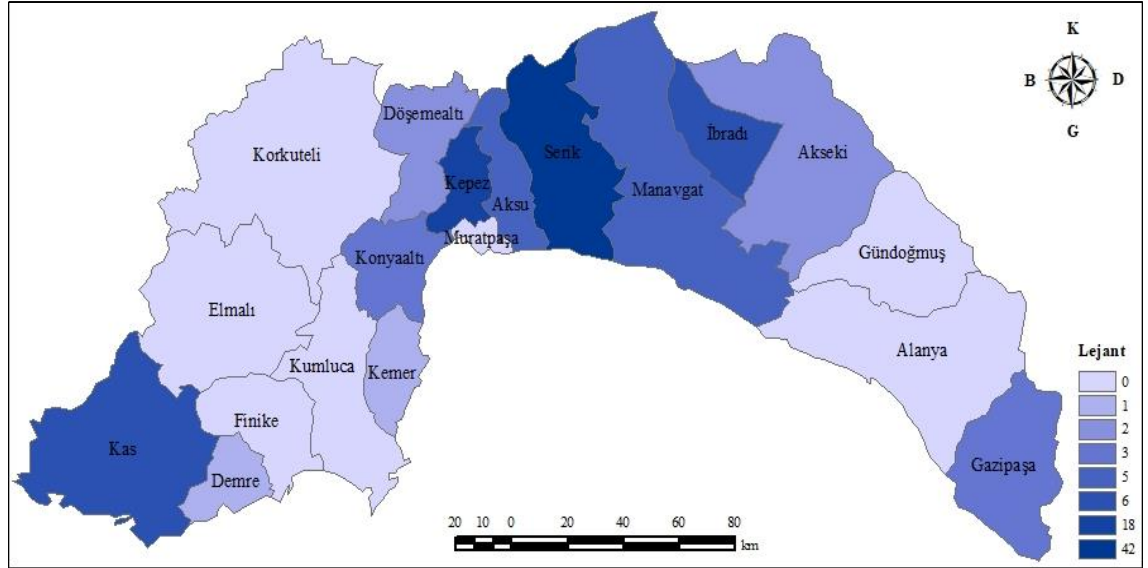 K
B D
G
Korkuteli
Döşemealtı
Kepez
Aksu
Serik
Manavgat
İbradı
Akseki
Muratpaşa
Konyaaltı
Gündoğmuş
Elmalı
Kumluca
Kemer
Alanya
Finike
Kas
Demre
Gazipaşa
Lejant
0
1
2
3
5
6
18
42
20 10 0 20 40 60 80
km